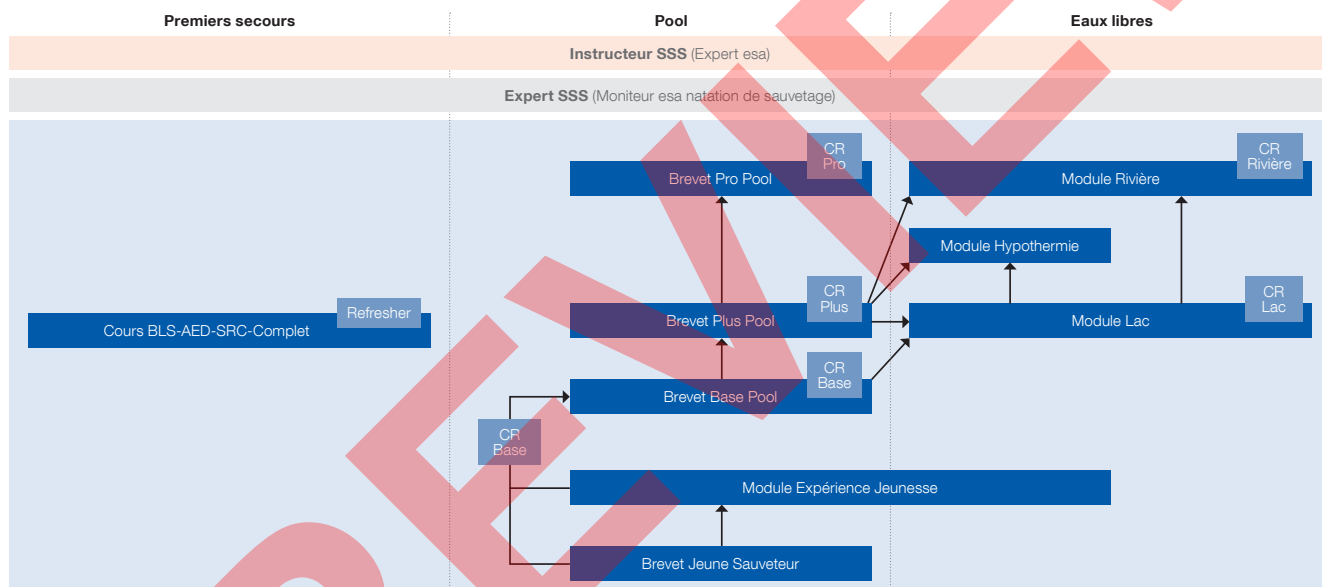 Premiers secours
Pool
Eaux libres
Instructeur SSS (Expert esa)
Expert SSS (Moniteur esa natation de sauvetage)
CR
Pro
Brevet Pro Pool
CR
Rivière
Module Rivière
Module Hypothermie
Refresher
Cours BLS-AED-SRC-Complet
CR
Plus
Brevet Plus Pool
CR
Lac
Module Lac
CR
Base
Brevet Base Pool
CR
Base
Module Expérience Jeunesse
Brevet Jeune Sauveteur